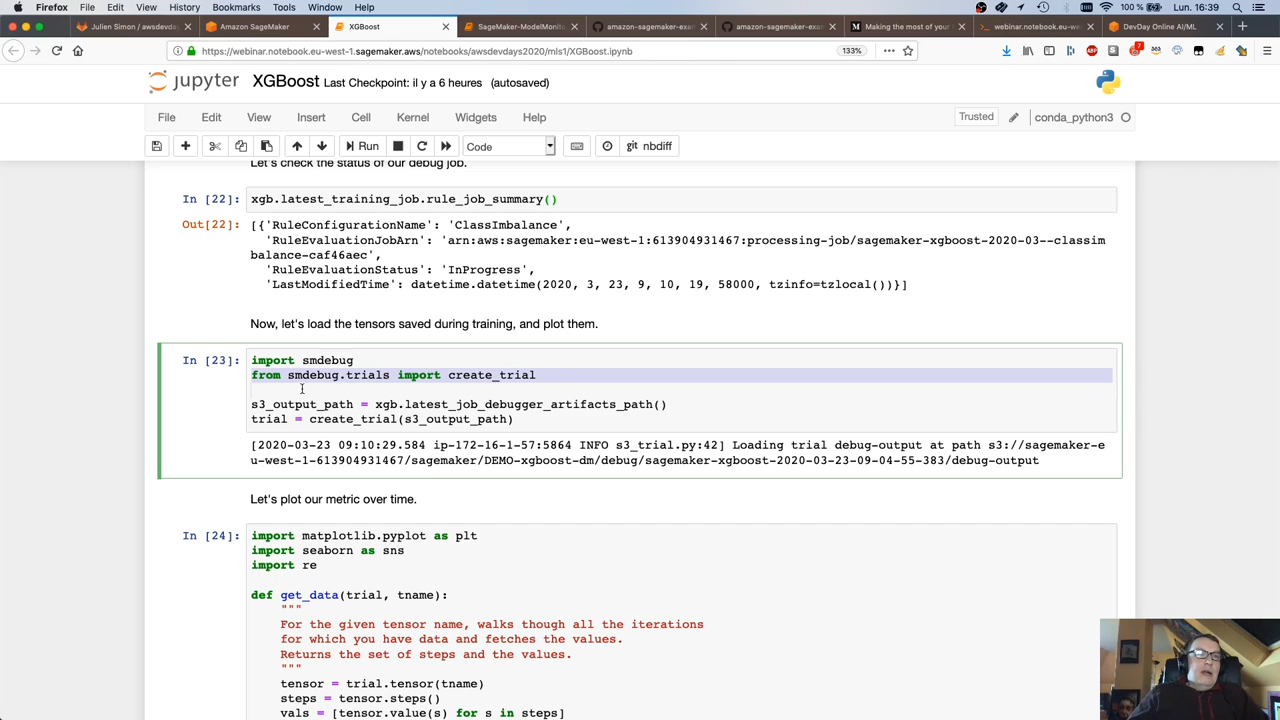 Firefox File Edit View History Bookmarks Tools Window Help 100 % Lun. 16:39
Julien Simon / awsdevda
Amazon SageMaker
XGBoost
SageMaker-ModelMonit
amazon-sagemaker-exa
amazon-sagemaker-exa
Making the most of your
webinar.notebook.eu-wes
DevDay Online AI/ML
https://webinar.notebook.eu-west-1.sagemaker.aws/notebooks/awsdevdays2020/mls1/XGBoost.ipynb 133%
jupyter XGBoost Last Checkpoint: il y a 6 heures (autosaved)
File Edit View Insert Cell Kernel Widgets Help Trusted conda_python3
Run Code git nbdiff
Let's check the status of our debug job.
In [22]: xgb.latest_training_job.rule_job_summary()
Out[22]: [{'RuleConfigurationName': 'ClassImbalance',
'RuleEvaluationJobArn': 'arn:aws:sagemaker:eu-west-1:613904931467:processing-job/sagemaker-xgboost-2020-03--classim
balance-caf46aec',
'RuleEvaluationStatus': 'InProgress',
'LastModifiedTime': datetime.datetime(2020, 3, 23, 9, 10, 19, 58000, tzinfo=tzlocal())}]
Now, let's load the tensors saved during training, and plot them.
In [23]: import smdebug
from smdebug.trials import create_trial
s3_output_path = xgb.latest_job_debugger_artifacts_path()
trial = create_trial(s3_output_path)
[2020-03-23 09:10:29.584 ip-172-16-1-57:5864 INFO s3_trial.py:42] Loading trial debug-output at path s3://sagemaker-e
u-west-1-613904931467/sagemaker/DEMO-xgboost-dm/debug/sagemaker-xgboost-2020-03-23-09-04-55-383/debug-output
Let's plot our metric over time.
In [24]: import matplotlib.pyplot as plt
import seaborn as sns
import re
def get_data(trial, tname):
"""
For the given tensor name, walks though all the iterations
for which you have data and fetches the values.
Returns the set of steps and the values.
"""
tensor = trial.tensor(tname)
steps = tensor.steps()
vals = [tensor.value(s) for s in steps]